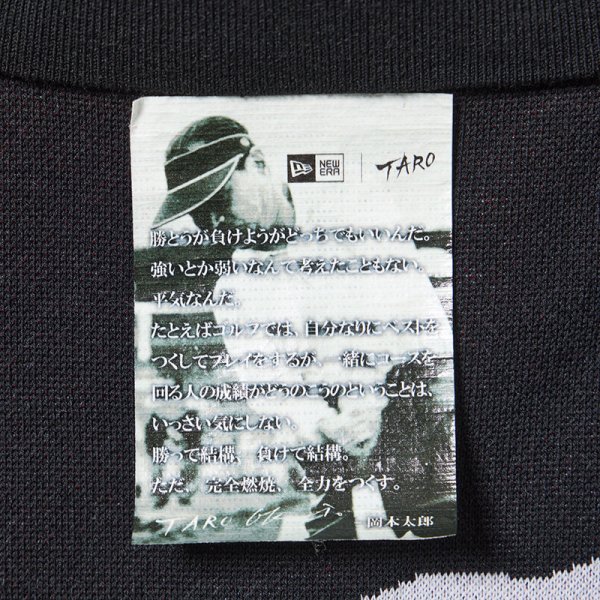 NEW ERA
TARO
勝とうが負けようがどっちでもいいんだ。
強いとか弱いなんて考えたこともない。
平気なんだ。
たとえばゴルフでは、自分なりにベストを
つくしてプレイをするが、一緒にコースを
回る人の成績がどうのこうのということは、
いっさい気にしない。
勝って結構、負けて結構。
ただ、完全燃焼、全力をつくす。
TARO
岡本太郎